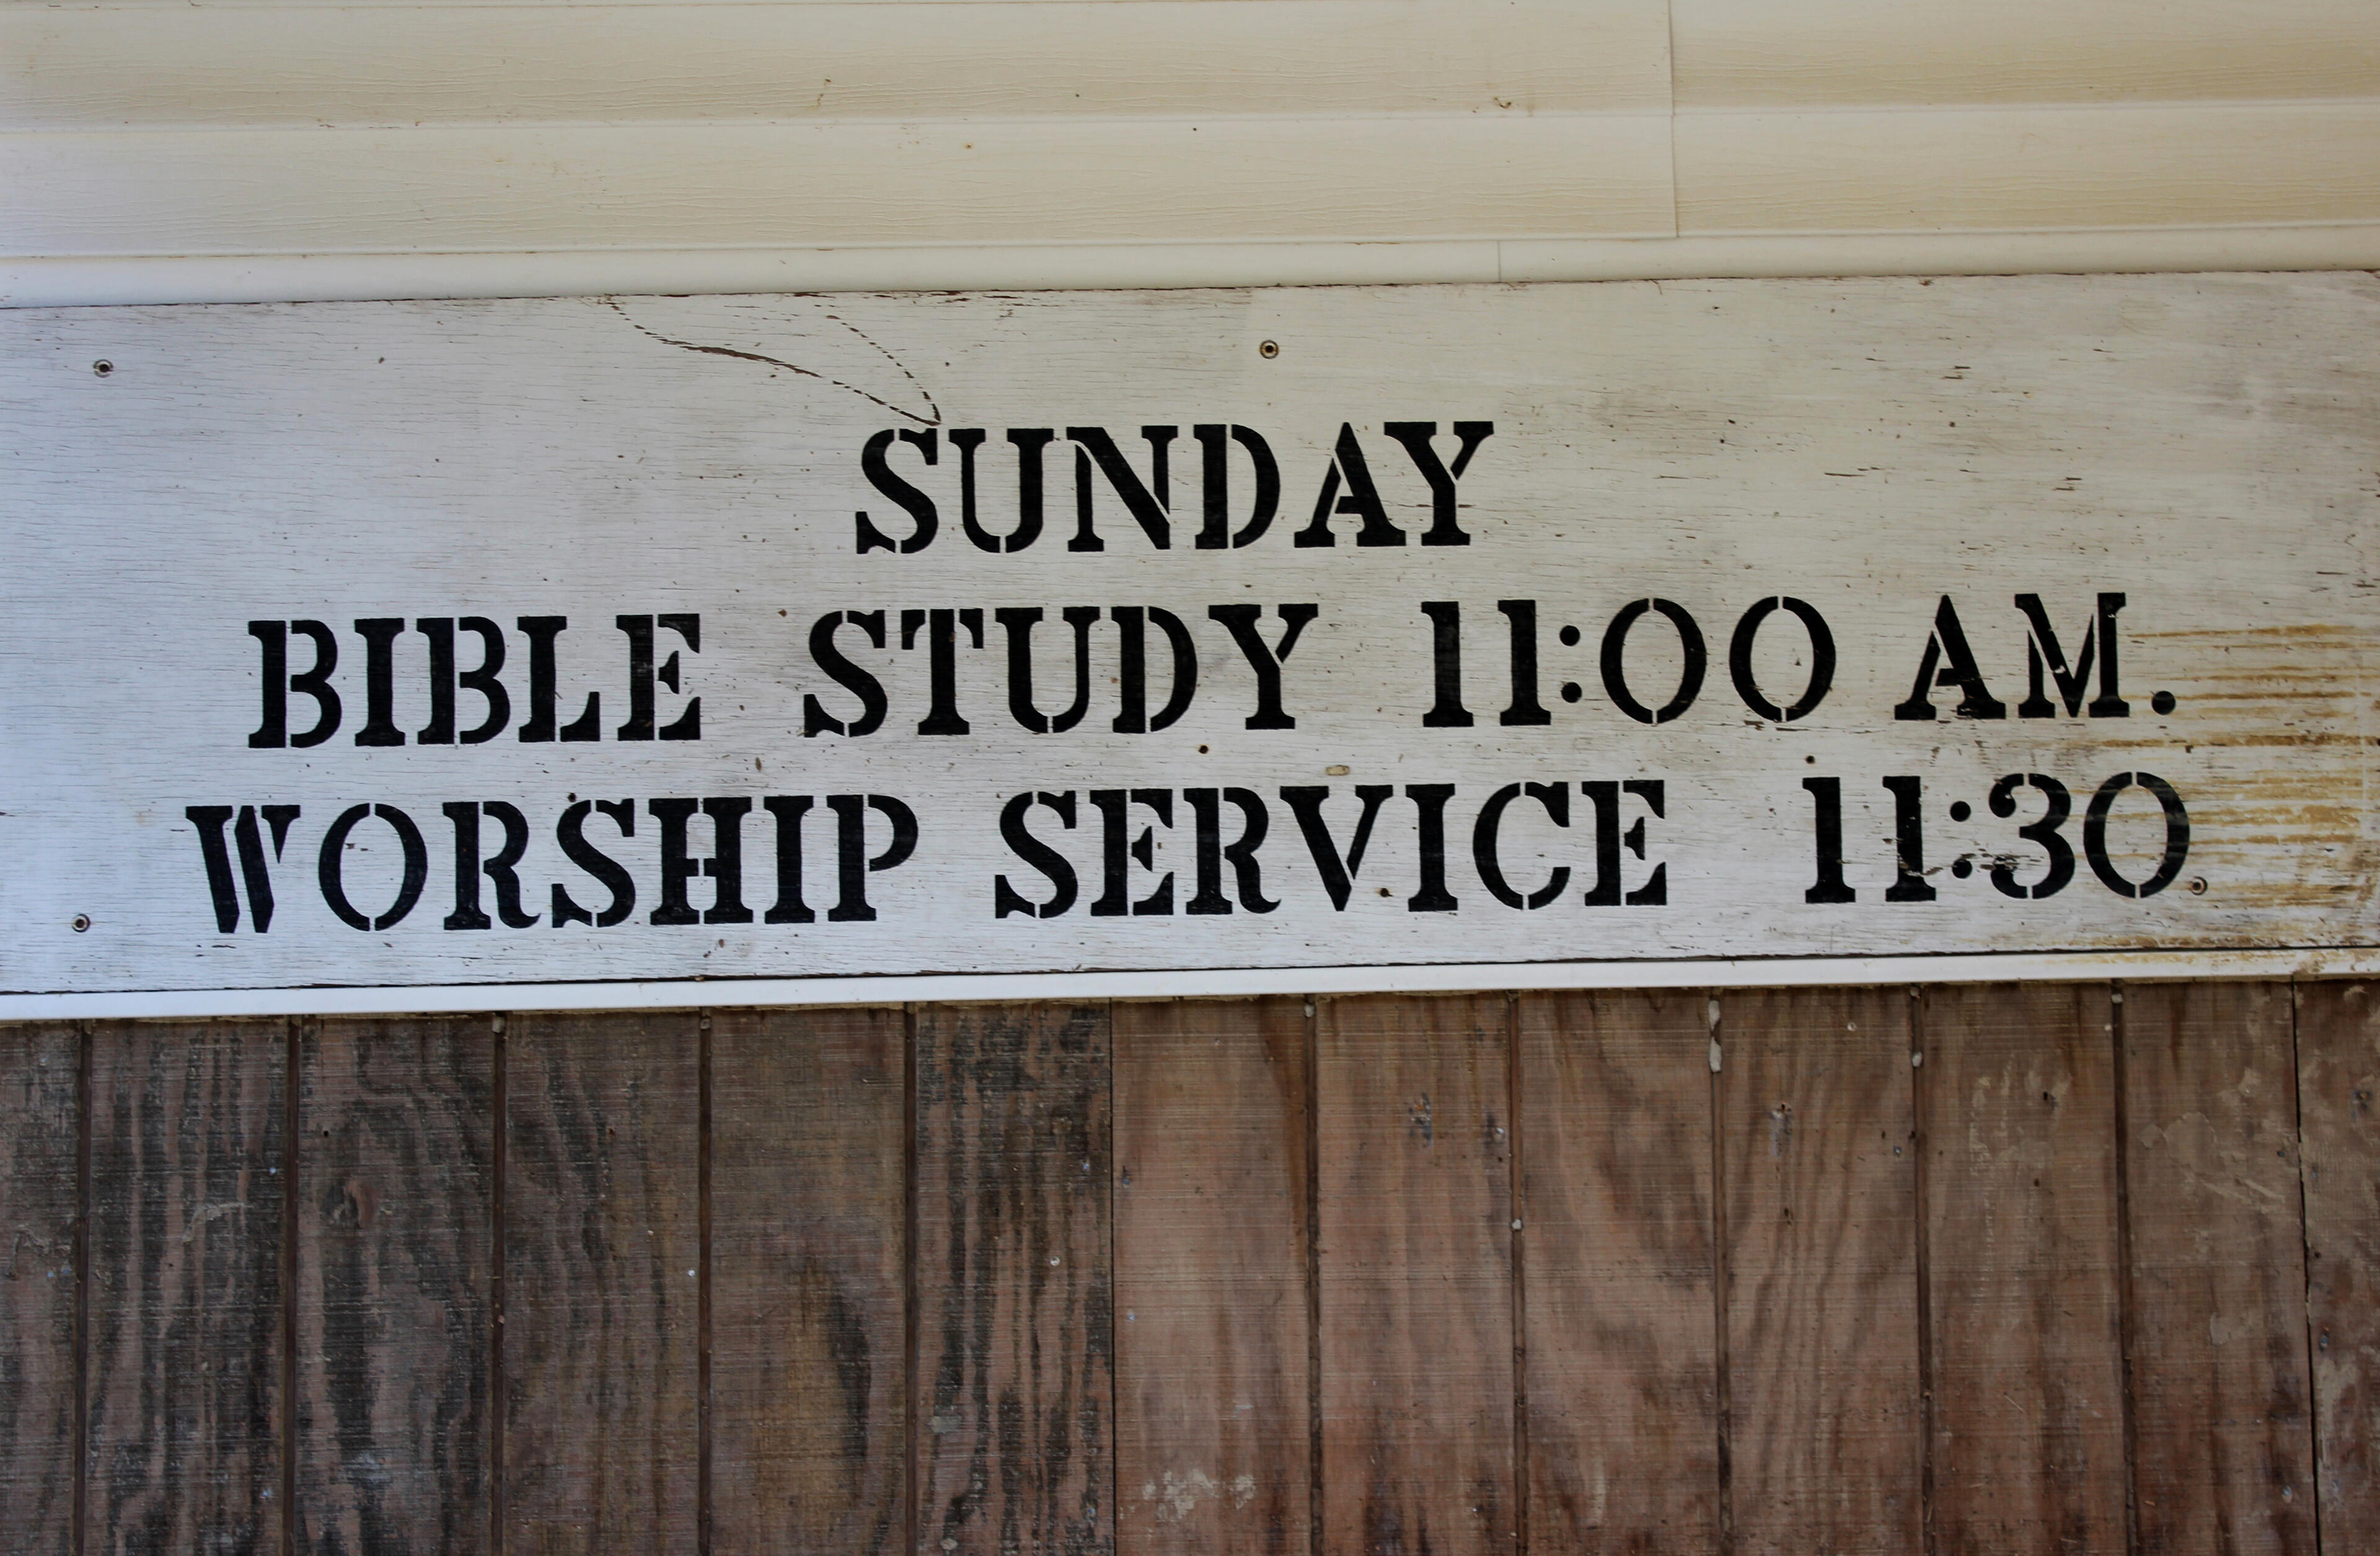 SUNDAY
BIBLE STUDY 11:00 AM.
WORSHIP SERVICE 11:30